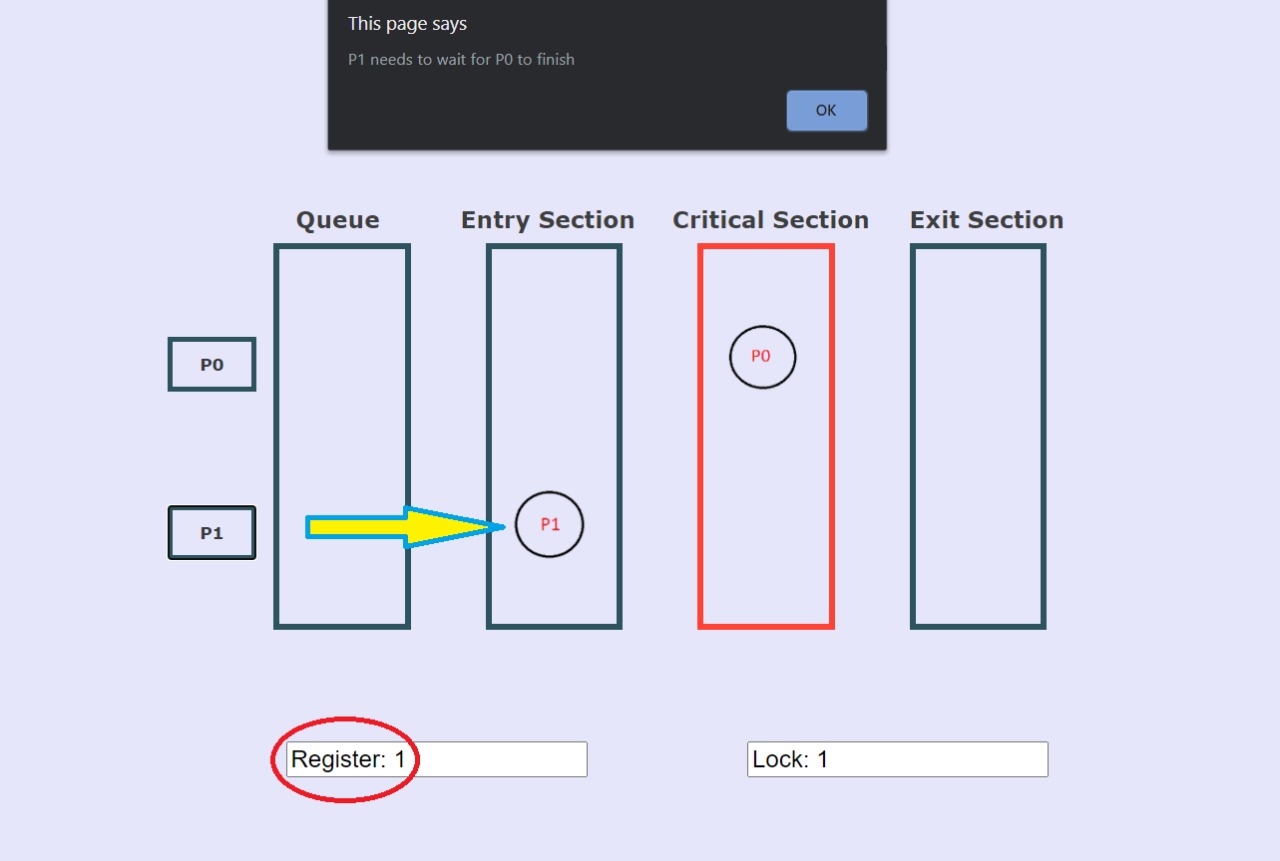 This page says
P1 needs to wait for P0 to finish
OK
Queue
Entry Section
Critical Section
Exit Section
P0
P0
P1
P1
Register: 1
Lock: 1